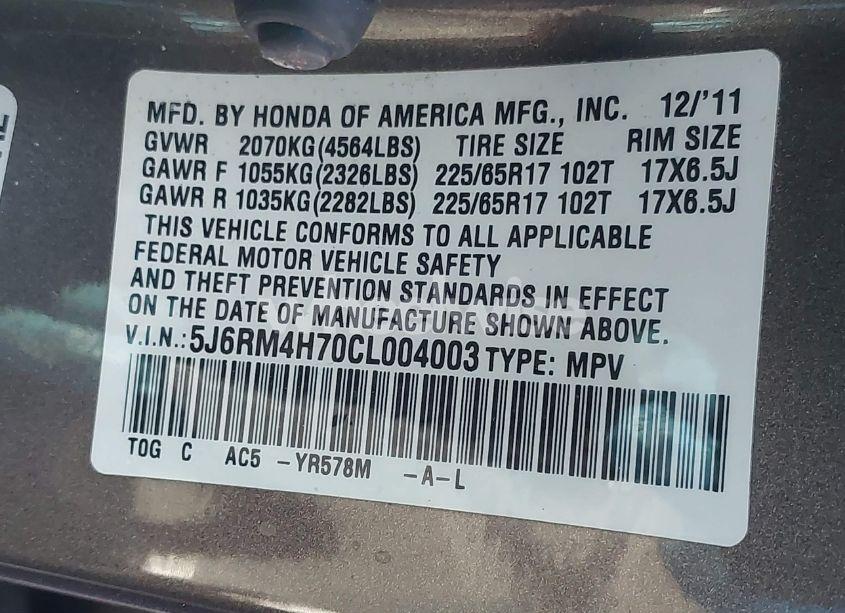 MFD. BY HONDA OF AMERICA MFG., INC. 12/'11
GVWR 2070KG(4564LBS) TIRE SIZE RIM SIZE
GAWR F 1055KG(2326LBS) 225/65R17 102T 17X6.5J
GAWR R 1035KG(2282LBS) 225/65R17 102T 17X6.5J
THIS VEHICLE CONFORMS TO ALL APPLICABLE
FEDERAL MOTOR VEHICLE SAFETY
AND THEFT PREVENTION STANDARDS IN EFFECT
ON THE DATE OF MANUFACTURE SHOWN ABOVE.
V.I.N.:5J6RM4H70CL004003 TYPE: MPV
TOG C AC5 -YR578M -A-L